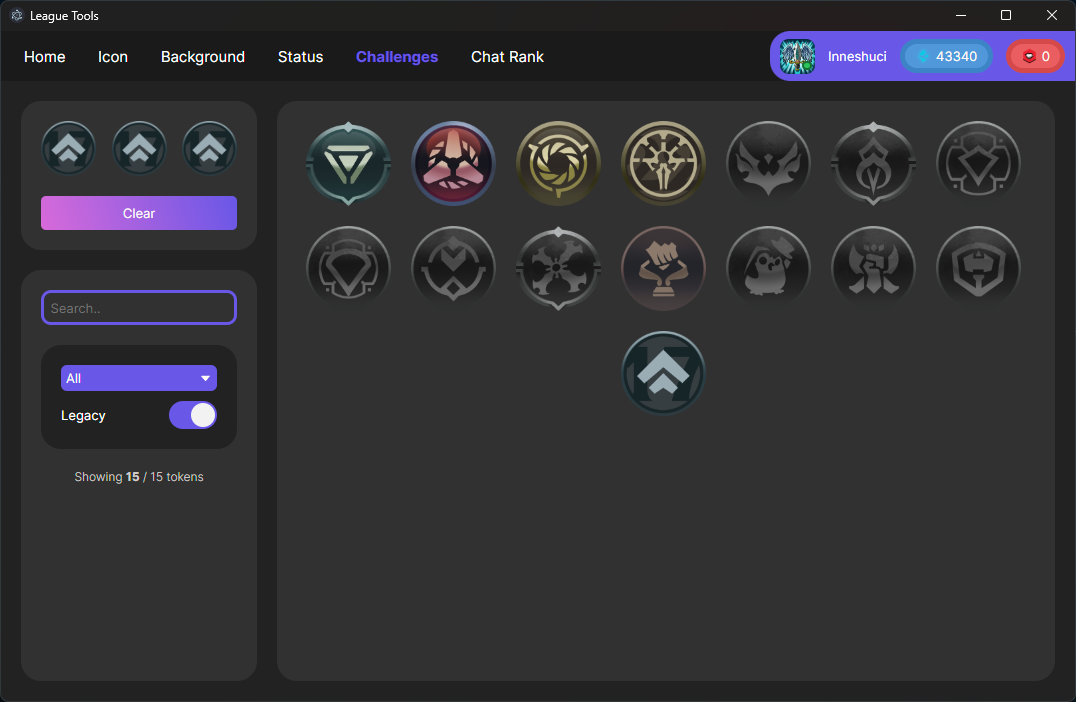 League Tools
Home Icon Background Status Challenges Chat Rank Inneshuci 43340 0
Clear
Search..
All
Legacy
Showing 15 / 15 tokens